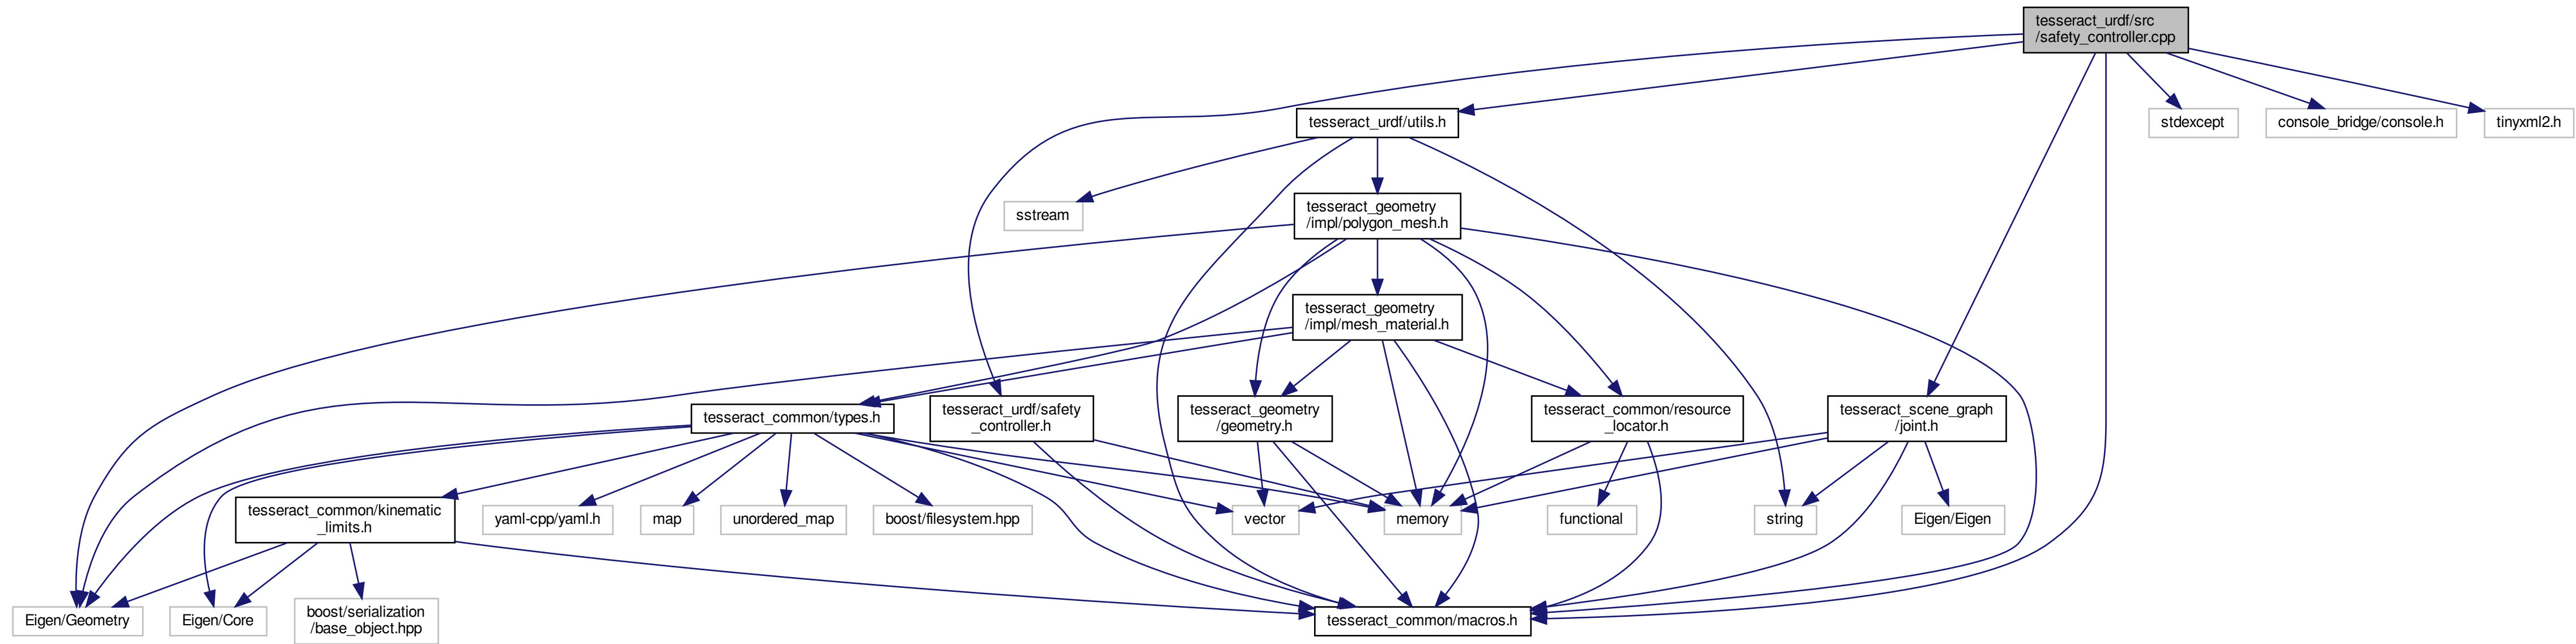 tesseract_urdf/src
/safety_controller.cpp
tesseract_urdf/utils.h
stdexcept
console_bridge/console.h
tinyxml2.h
sstream
tesseract_geometry
/impl/polygon_mesh.h
tesseract_geometry
/impl/mesh_material.h
tesseract_common/types.h
tesseract_urdf/safety
_controller.h
tesseract_geometry
/geometry.h
tesseract_common/resource
_locator.h
tesseract_scene_graph
/joint.h
tesseract_common/kinematic
_limits.h
yaml-cpp/yaml.h
map
unordered_map
boost/filesystem.hpp
vector
memory
functional
string
Eigen/Eigen
Eigen/Geometry
Eigen/Core
boost/serialization
/base_object.hpp
tesseract_common/macros.h